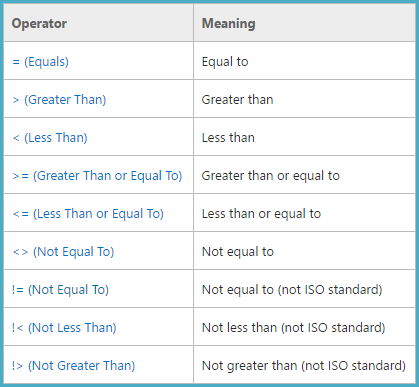 Operator Meaning
= (Equals) Equal to
> (Greater Than) Greater than
< (Less Than) Less than
>= (Greater Than or Equal To) Greater than or equal to
<= (Less Than or Equal To) Less than or equal to
<> (Not Equal To) Not equal to
!= (Not Equal To) Not equal to (not ISO standard)
!< (Not Less Than) Not less than (not ISO standard)
!> (Not Greater Than) Not greater than (not ISO standard)